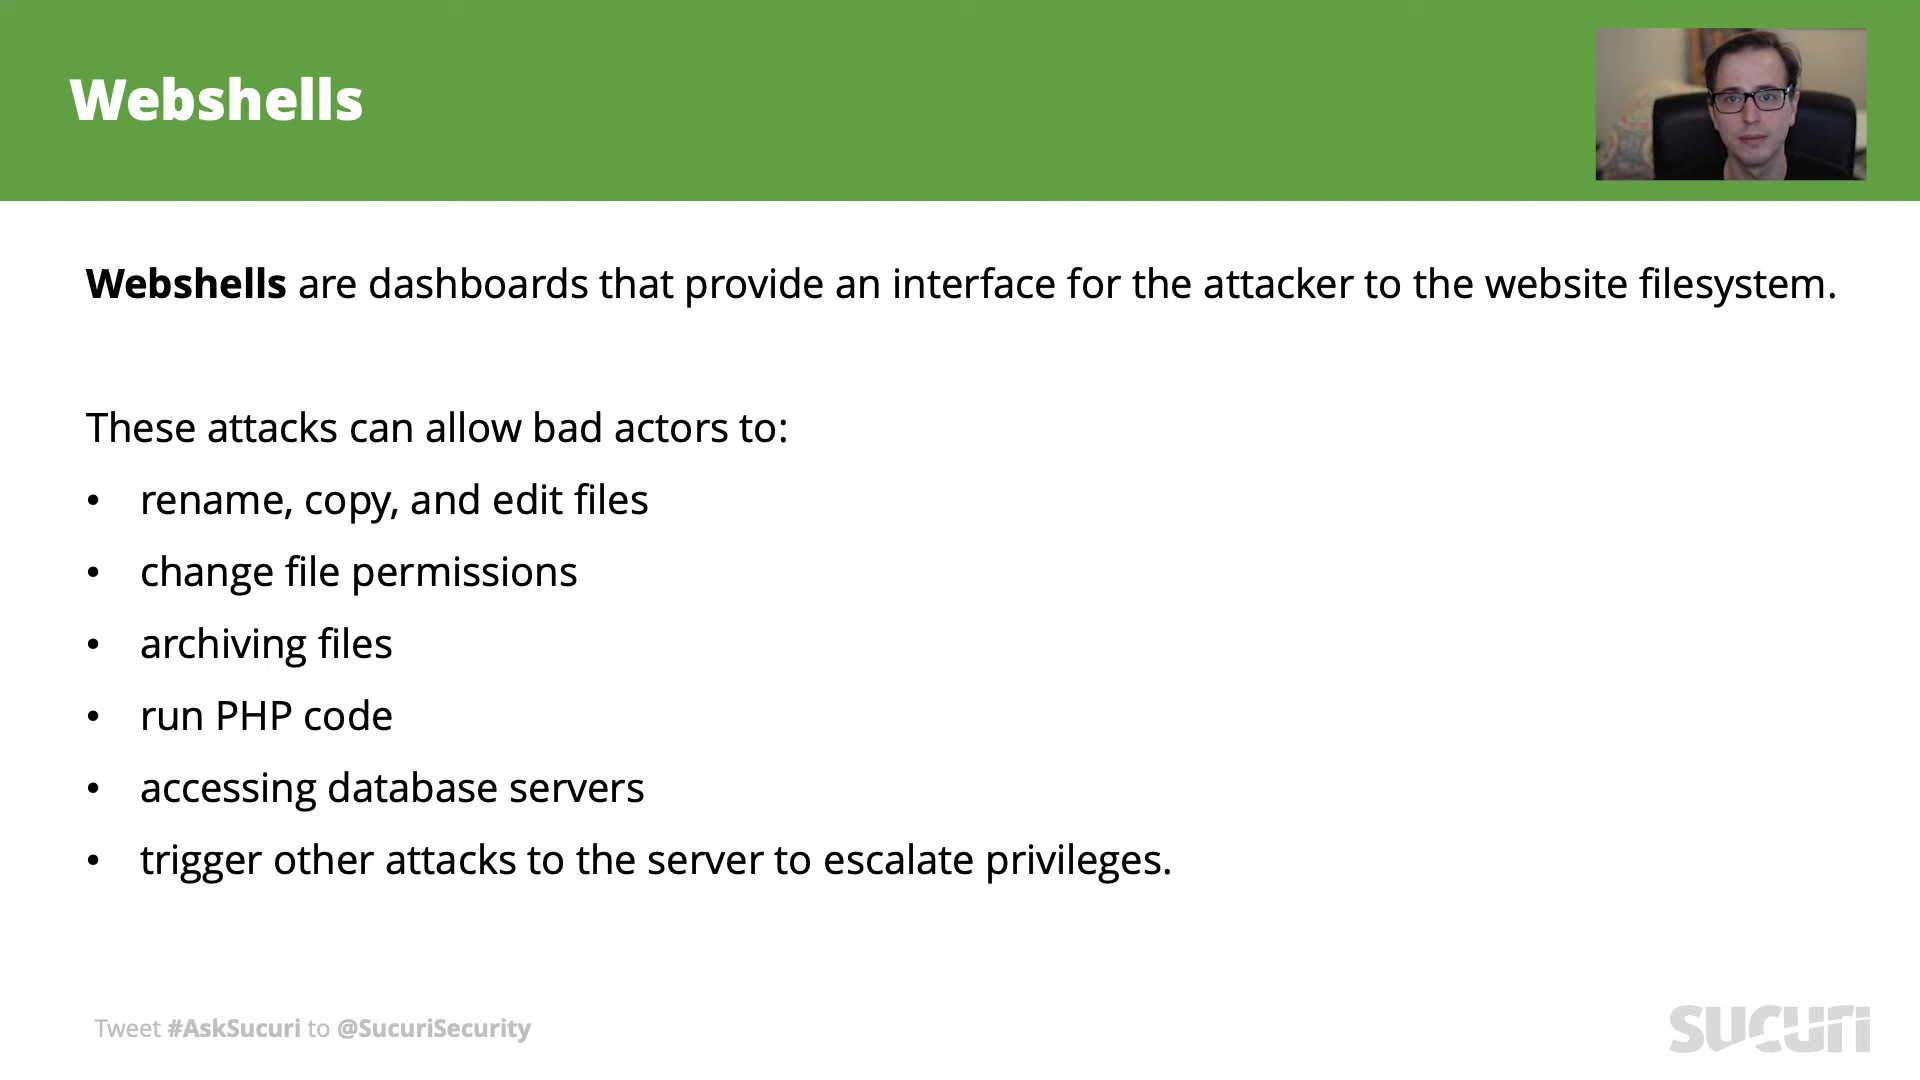 Webshells
Webshells are dashboards that provide an interface for the attacker to the website filesystem.
These attacks can allow bad actors to:
• rename, copy, and edit files
• change file permissions
• archiving files
• run PHP code
• accessing database servers
• trigger other attacks to the server to escalate privileges.
Tweet #AskSucuri to @SucuriSecurity
sucuri